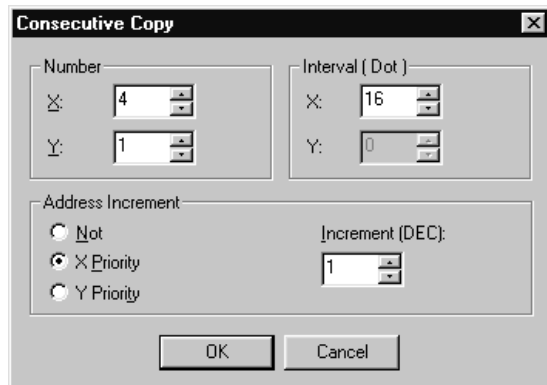 Consecutive Copy
Number
X: 4
Y: 1
Interval ( Dot )
X: 16
Y: 0
Address Increment
Not
X Priority
Y Priority
Increment (DEC):
1
OK
Cancel